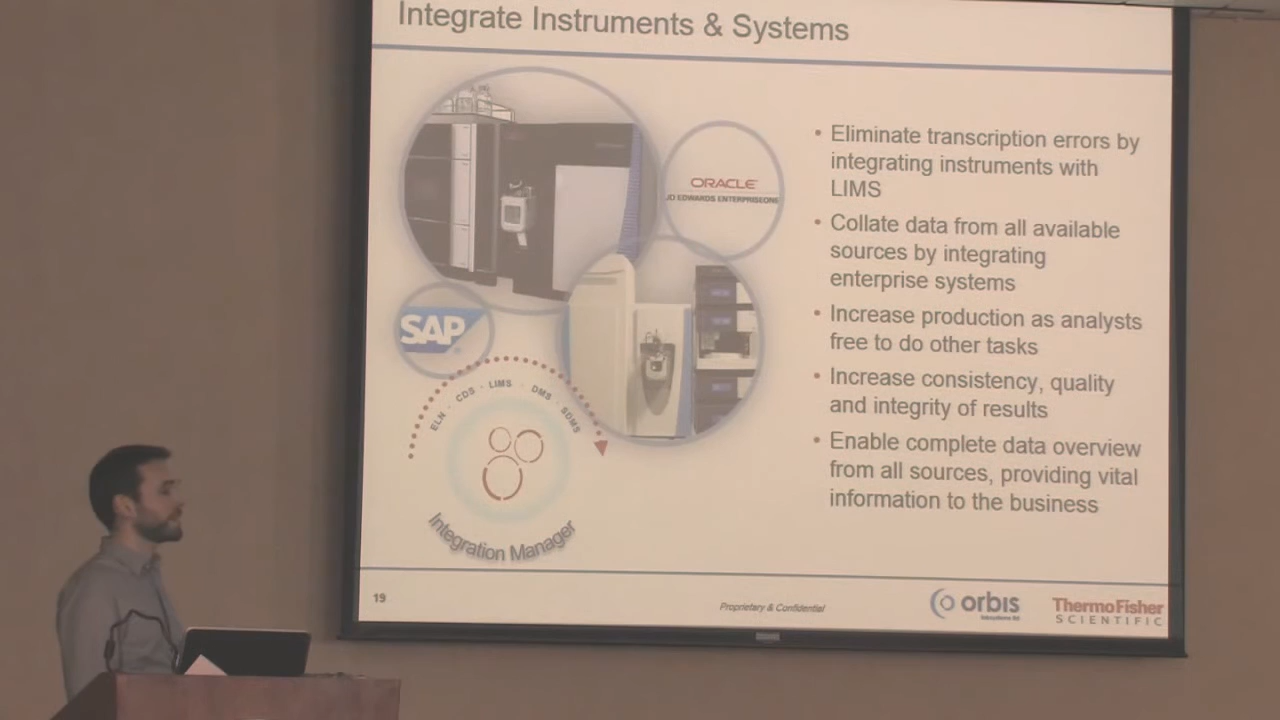 Integrate Instruments & Systems
ORACLE
JD EDWARDS ENTERPRISEONE
SAP
ELN · CDS · LIMS · DMS · SDMS
Integration Manager
• Eliminate transcription errors by
integrating instruments with
LIMS
• Collate data from all available
sources by integrating
enterprise systems
• Increase production as analysts
free to do other tasks
• Increase consistency, quality
and integrity of results
• Enable complete data overview
from all sources, providing vital
information to the business
19
Proprietary & Confidential
orbis
ThermoFisher
SCIENTIFIC